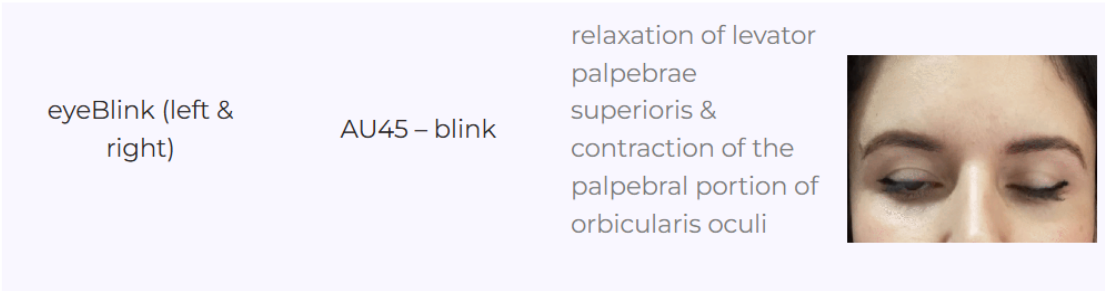 eyeBlink (left &
right)
AU45 – blink
relaxation of levator
palpebrae
superioris &
contraction of the
palpebral portion of
orbicularis oculi